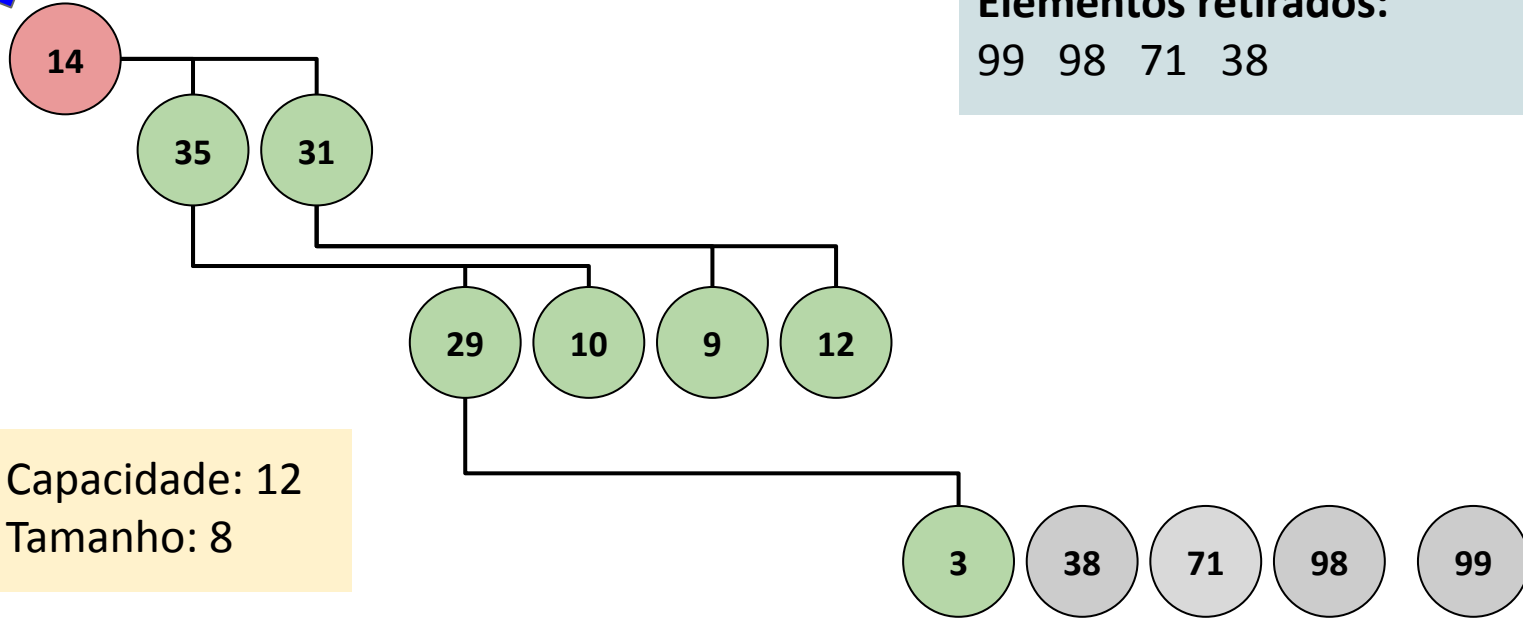 Elementos retirados:
99 98 71 38
14
35 31
29 10 9 12
Capacidade: 12
Tamanho: 8
3 38 71 98 99